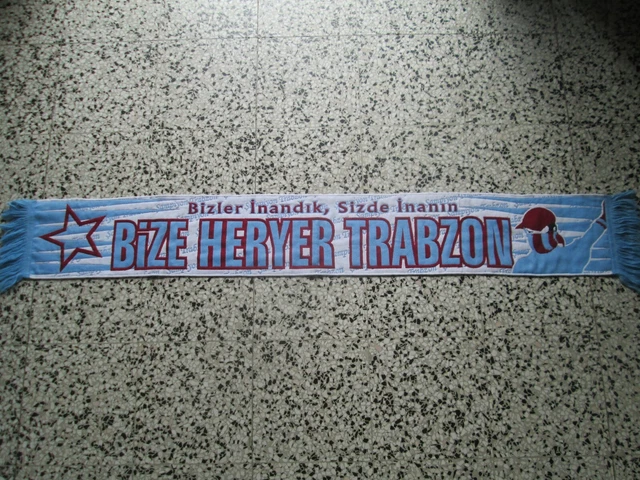 Bizler İnandık, Sizde İnanın
BiZE HERYER TRABZON